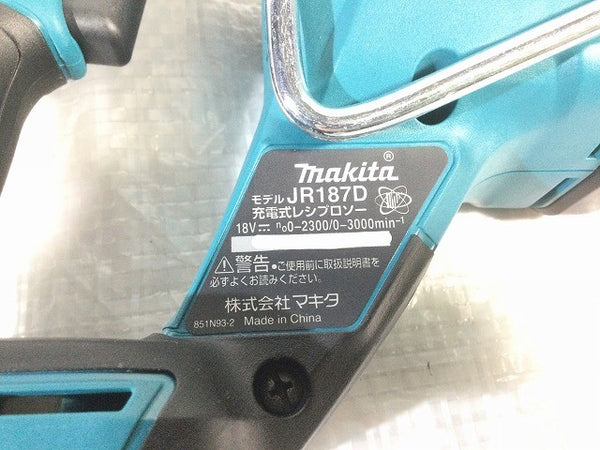 makita®
モデル JR187D
充電式レシプロソー
18V⎓ n₀0-2300/0-3000min⁻¹
⚠警告・ご使用前に取扱説明書を
必ずよくお読みください。
株式会社マキタ
851N93-2 Made in China